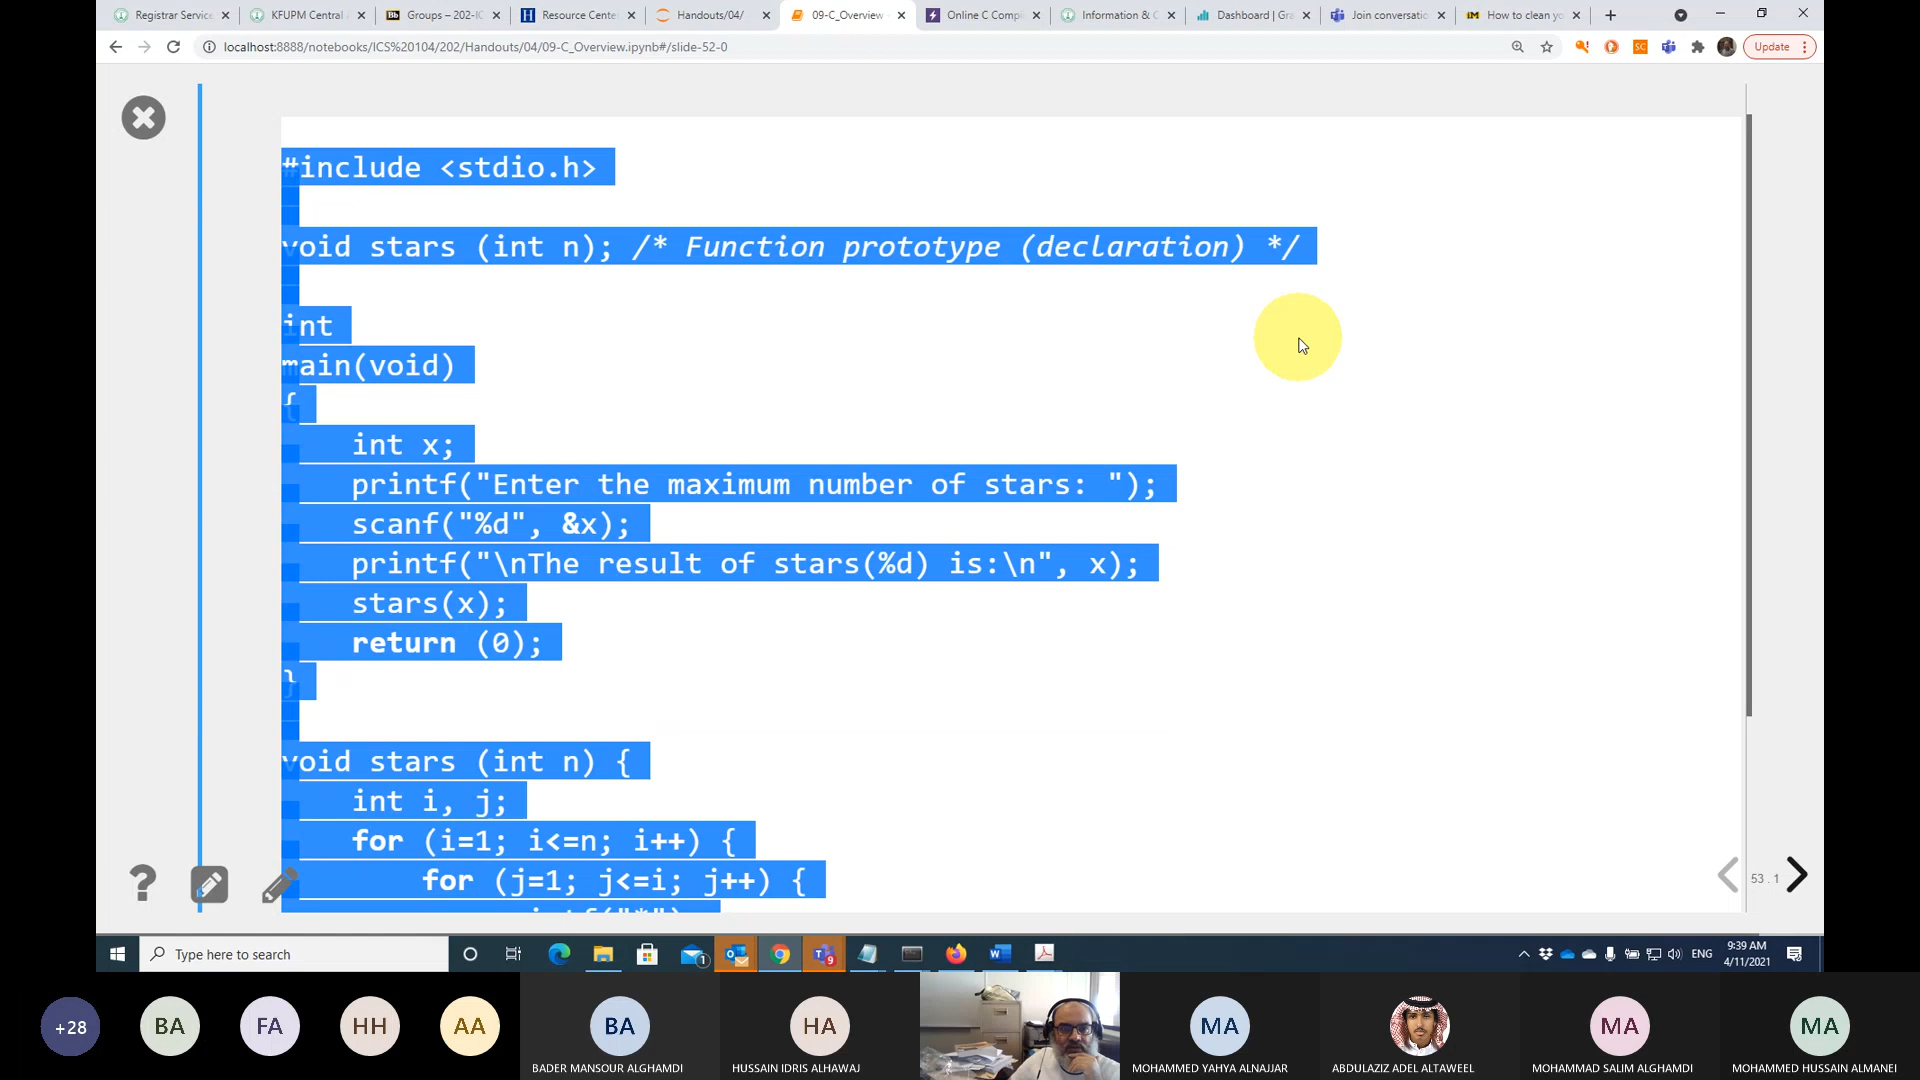 Registrar Service
KFUPM Central A
Groups – 202-IC
Resource Center
Handouts/04/
09-C_Overview
Online C Compi
Information & C
Dashboard | Gra
Join conversatio
How to clean yo
localhost:8888/notebooks/ICS%20104/202/Handouts/04/09-C_Overview.ipynb#/slide-52-0
Update
#include <stdio.h>
void stars (int n); /* Function prototype (declaration) */
int
main(void)
{
int x;
printf("Enter the maximum number of stars: ");
scanf("%d", &x);
printf("\nThe result of stars(%d) is:\n", x);
stars(x);
return (0);
}
void stars (int n) {
int i, j;
for (i=1; i<=n; i++) {
for (j=1; j<=i; j++) {
53 . 1
Type here to search
ENG
9:39 AM
4/11/2021
+28
BA
FA
HH
AA
BA
HA
MA
MA
MA
BADER MANSOUR ALGHAMDI
HUSSAIN IDRIS ALHAWAJ
MOHAMMED YAHYA ALNAJJAR
ABDULAZIZ ADEL ALTAWEEL
MOHAMMAD SALIM ALGHAMDI
MOHAMMED HUSSAIN ALMANEI